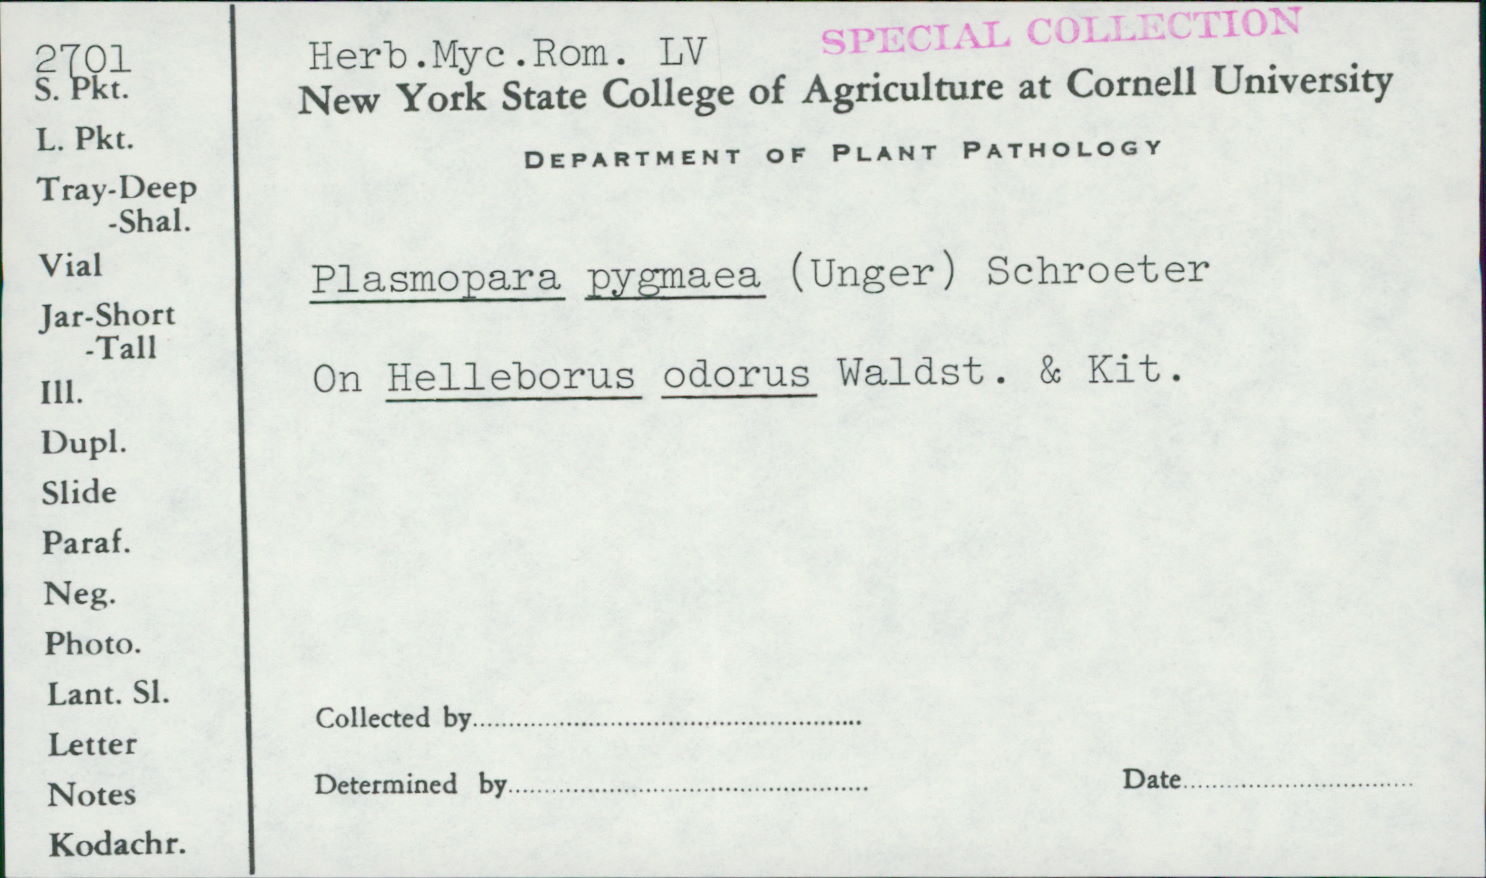 2701
S. Pkt.
L. Pkt.
Tray-Deep
-Shal.
Vial
Jar-Short
-Tall
Ill.
Dupl.
Slide
Paraf.
Neg.
Photo.
Lant. Sl.
Letter
Notes
Kodachr.
Herb.Myc.Rom. LV
SPECIAL COLLECTION
New York State College of Agriculture at Cornell University
DEPARTMENT OF PLANT PATHOLOGY
Plasmopara pygmaea (Unger) Schroeter
On Helleborus odorus Waldst. & Kit.
Collected by
Determined by
Date